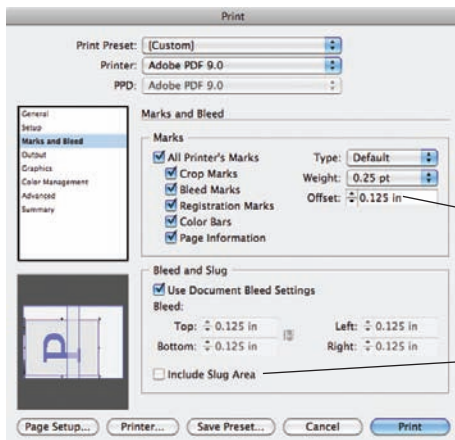 Print
Print Preset: [Custom]
Printer: Adobe PDF 9.0
PPD: Adobe PDF 9.0
General
Setup
Marks and Bleed
Output
Graphics
Color Management
Advanced
Summary
Marks and Bleed
Marks
All Printer's Marks
Crop Marks
Bleed Marks
Registration Marks
Color Bars
Page Information
Type: Default
Weight: 0.25 pt
Offset: 0.125 in
Bleed and Slug
Use Document Bleed Settings
Bleed:
Top: 0.125 in Left: 0.125 in
Bottom: 0.125 in Right: 0.125 in
Include Slug Area
P
Page Setup... Printer... Save Preset... Cancel Print